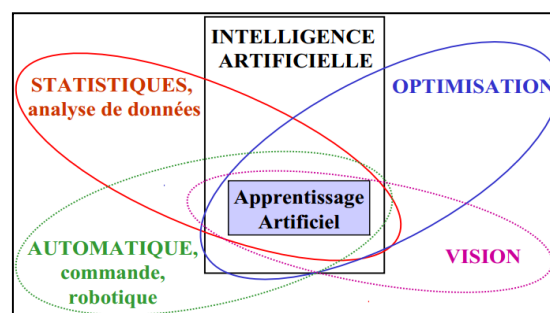 INTELLIGENCE
ARTIFICIELLE
STATISTIQUES,
analyse de données
OPTIMISATION
Apprentissage
Artificiel
AUTOMATIQUE,
commande,
robotique
VISION